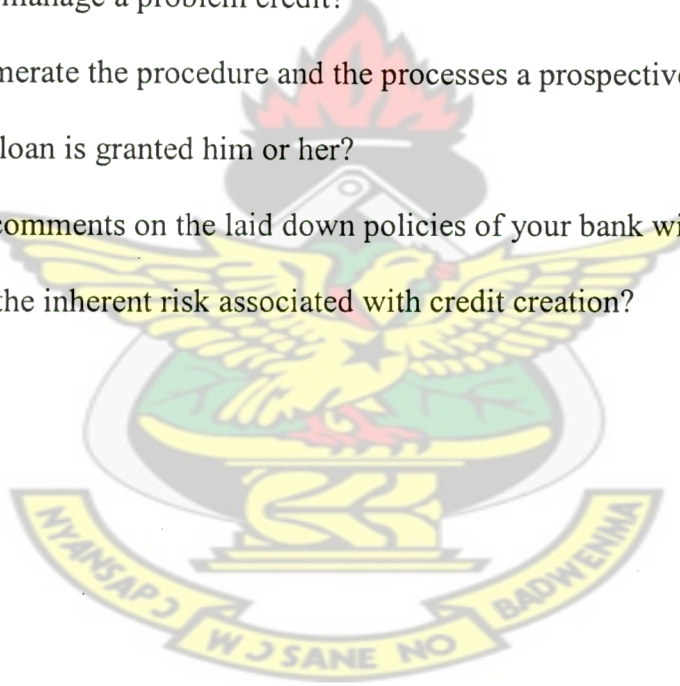 manage a problem credit?
merate the procedure and the processes a prospective
loan is granted him or her?
comments on the laid down policies of your bank wi
the inherent risk associated with credit creation?
NYANSAPƆ WƆSANE NO BADWENMA